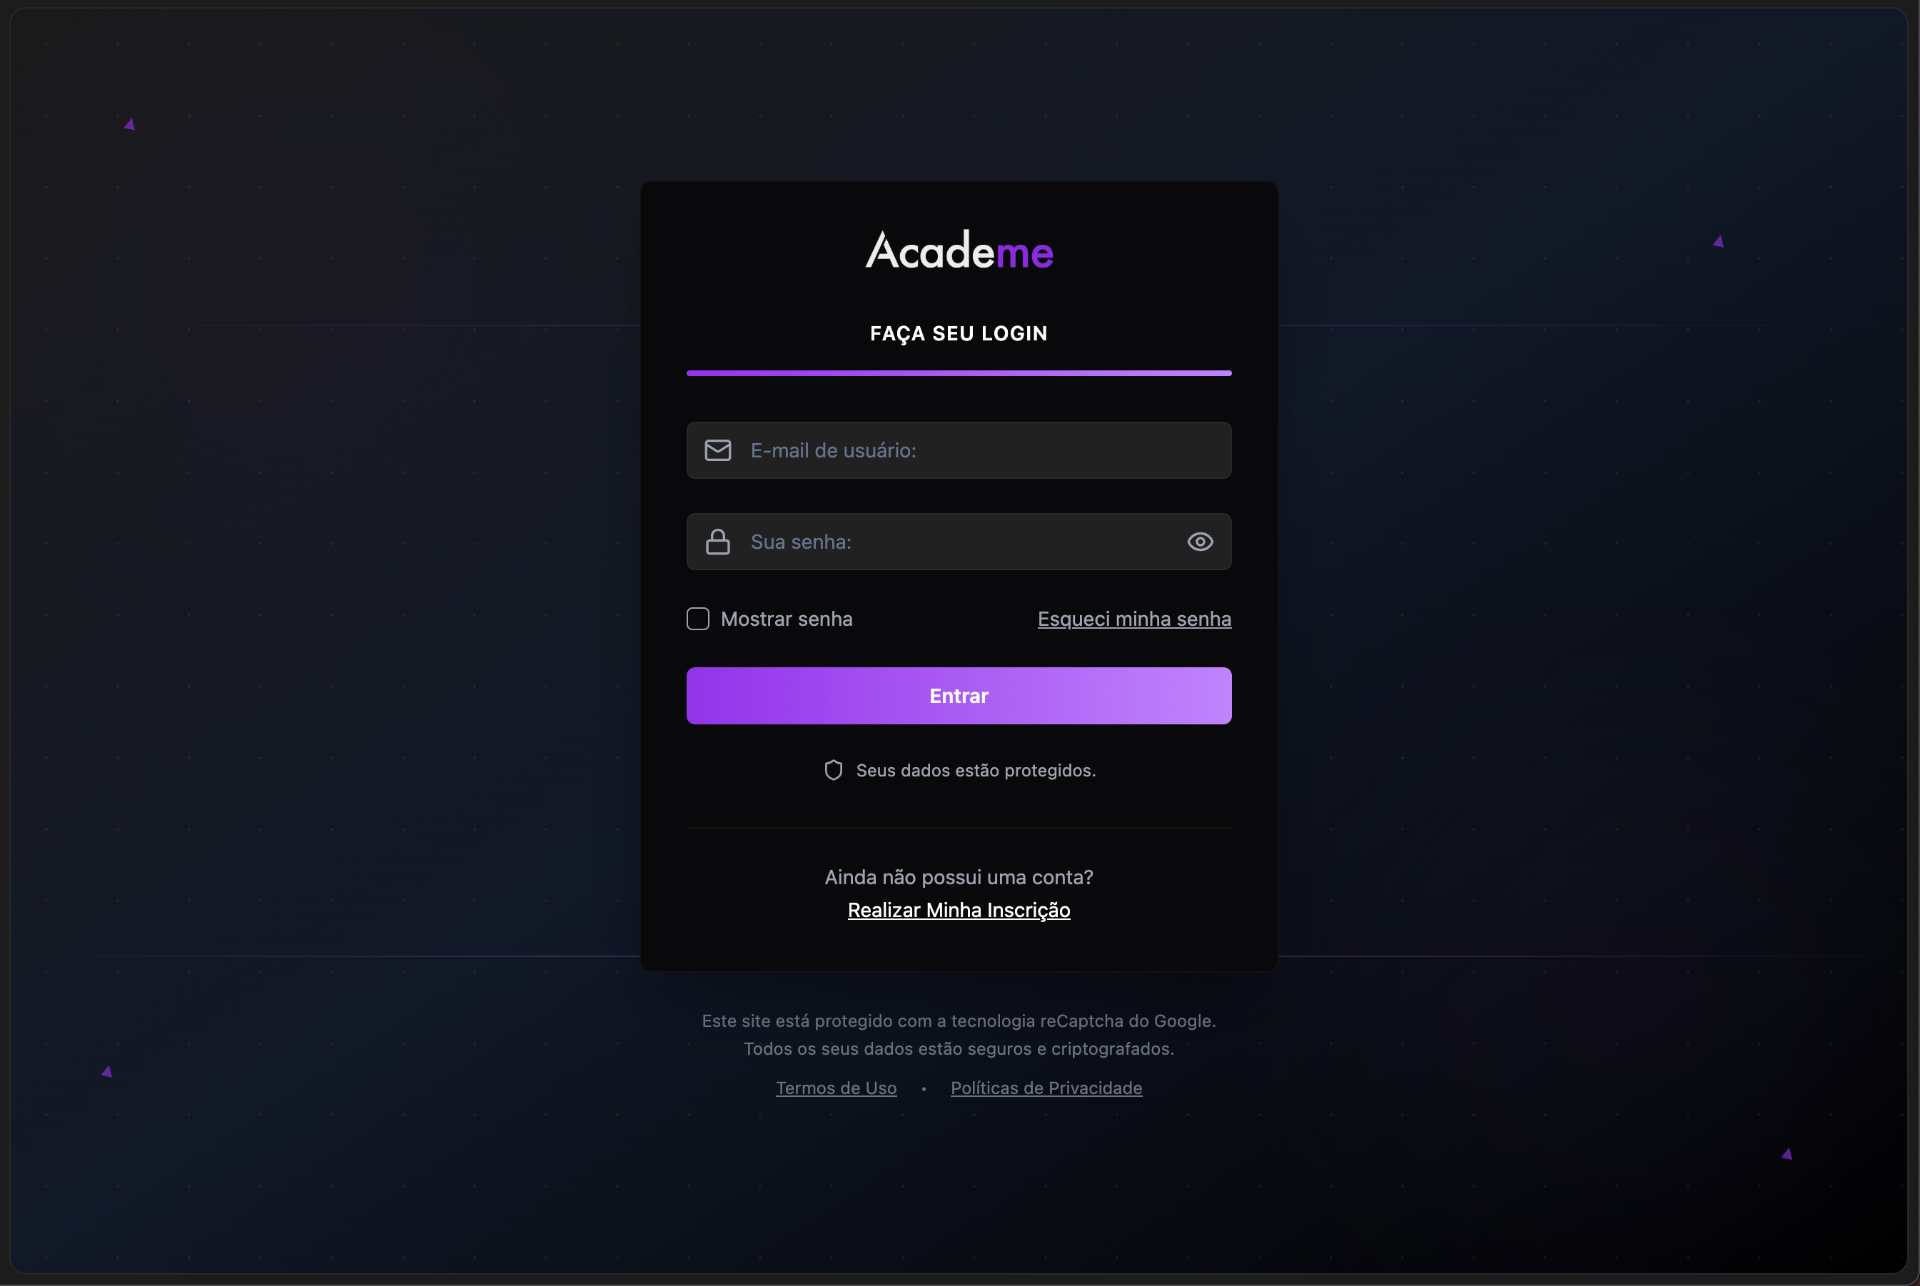 Academe
FAÇA SEU LOGIN
E-mail de usuário:
Sua senha:
Mostrar senha
Esqueci minha senha
Entrar
Seus dados estão protegidos.
Ainda não possui uma conta?
Realizar Minha Inscrição
Este site está protegido com a tecnologia reCaptcha do Google.
Todos os seus dados estão seguros e criptografados.
Termos de Uso • Políticas de Privacidade